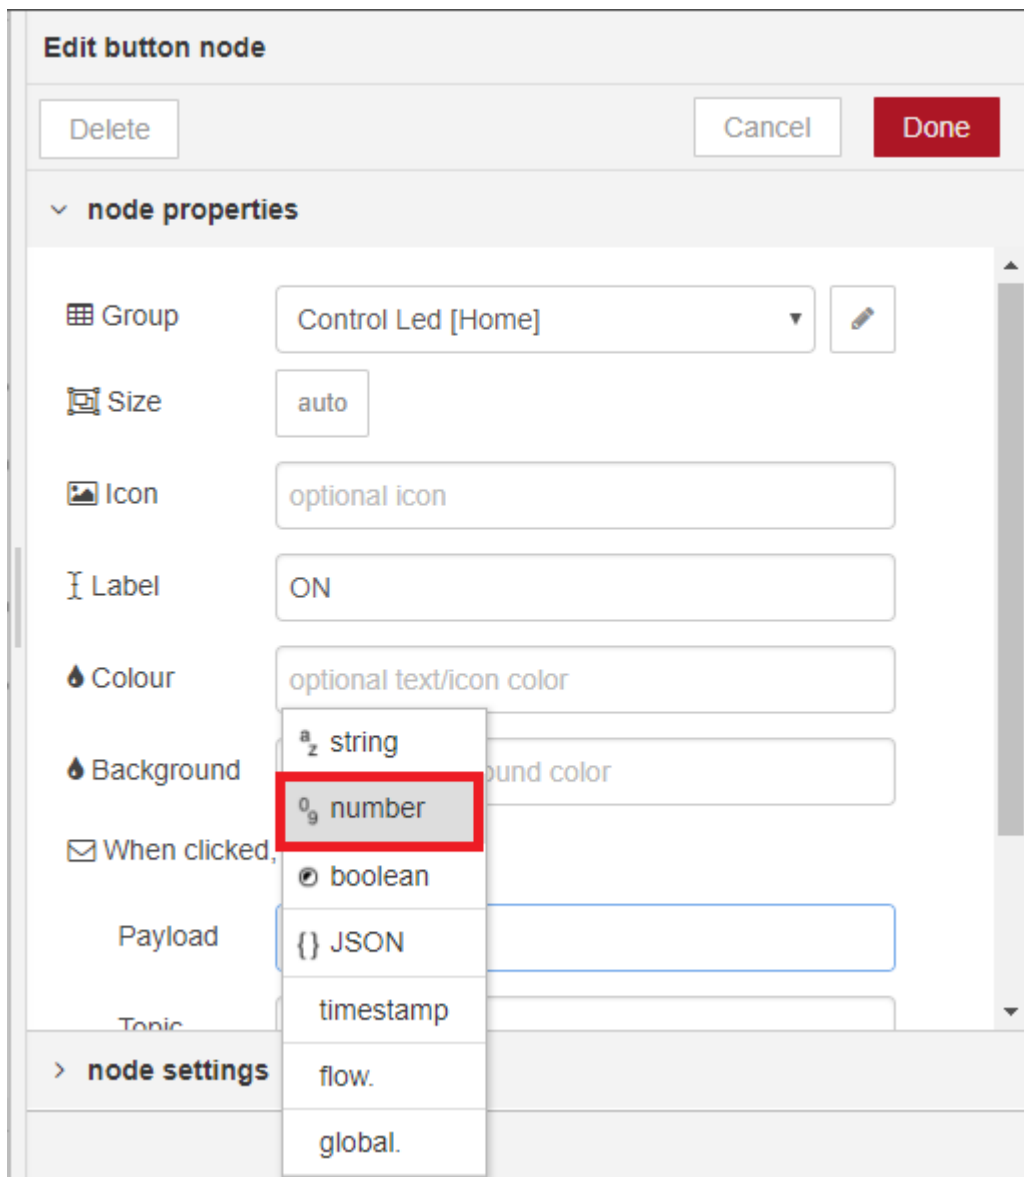 Edit button node
Delete Cancel Done
node properties
Group Control Led [Home]
Size auto
Icon optional icon
Label ON
Colour optional text/icon color
string
Background color
number
When clicked,
boolean
Payload
JSON
timestamp
Topic
node settings
flow.
global.